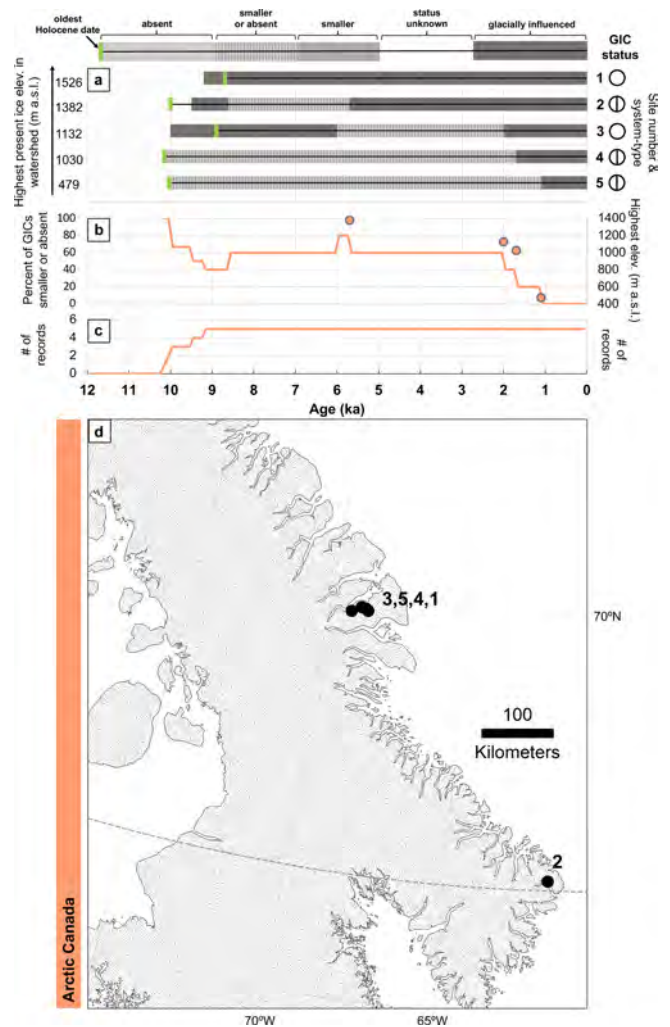 oldest Holocene date
absent
smaller or absent
smaller
status unknown
glacially influenced
GIC status
a
Highest present ice elev. in watershed (m a.s.l.)
1526
1382
1132
1030
479
1
2
3
4
5
Site number & system-type
b
Percent of GICs smaller or absent
100
80
60
40
20
0
Highest elev. (m a.s.l.)
1400
1200
1000
800
600
400
c
# of records
6
4
2
0
# of records
12 11 10 9 8 7 6 5 4 3 2 1 0
Age (ka)
d
Arctic Canada
3,5,4,1
70ºN
100
Kilometers
2
70ºW 65ºW